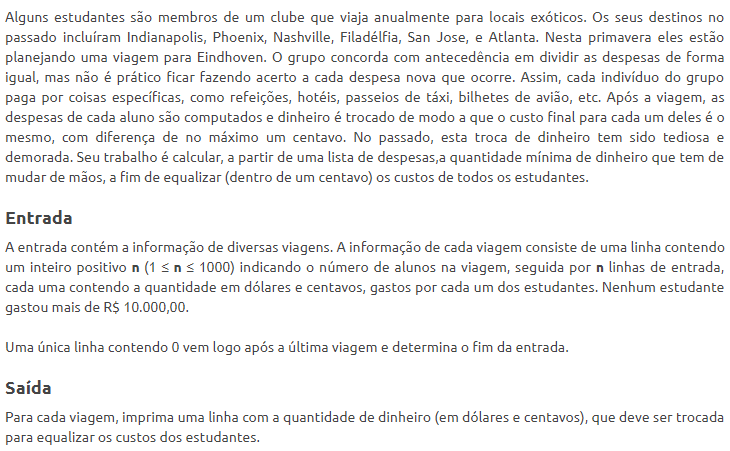 Alguns estudantes são membros de um clube que viaja anualmente para locais exóticos. Os seus destinos no
passado incluíram Indianapolis, Phoenix, Nashville, Filadélfia, San Jose, e Atlanta. Nesta primavera eles estão
planejando uma viagem para Eindhoven. O grupo concorda com antecedência em dividir as despesas de forma
igual, mas não é prático ficar fazendo acerto a cada despesa nova que ocorre. Assim, cada indivíduo do grupo
paga por coisas específicas, como refeições, hotéis, passeios de táxi, bilhetes de avião, etc. Após a viagem, as
despesas de cada aluno são computados e dinheiro é trocado de modo a que o custo final para cada um deles é o
mesmo, com diferença de no máximo um centavo. No passado, esta troca de dinheiro tem sido tediosa e
demorada. Seu trabalho é calcular, a partir de uma lista de despesas,a quantidade mínima de dinheiro que tem de
mudar de mãos, a fim de equalizar (dentro de um centavo) os custos de todos os estudantes.
Entrada
A entrada contém a informação de diversas viagens. A informação de cada viagem consiste de uma linha contendo
um inteiro positivo n (1 ≤ n ≤ 1000) indicando o número de alunos na viagem, seguida por n linhas de entrada,
cada uma contendo a quantidade em dólares e centavos, gastos por cada um dos estudantes. Nenhum estudante
gastou mais de R$ 10.000,00.
Uma única linha contendo 0 vem logo após a última viagem e determina o fim da entrada.
Saída
Para cada viagem, imprima uma linha com a quantidade de dinheiro (em dólares e centavos), que deve ser trocada
para equalizar os custos dos estudantes.